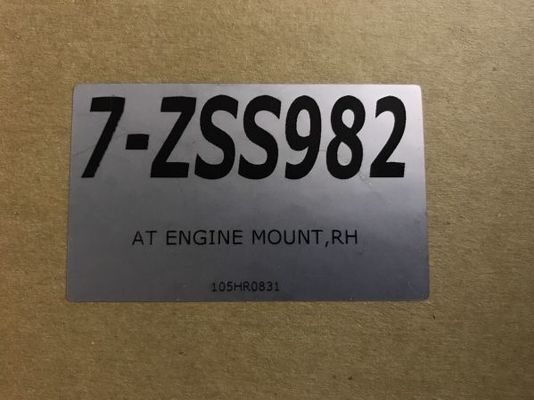 7-ZSS982
AT ENGINE MOUNT,RH
105HR0831